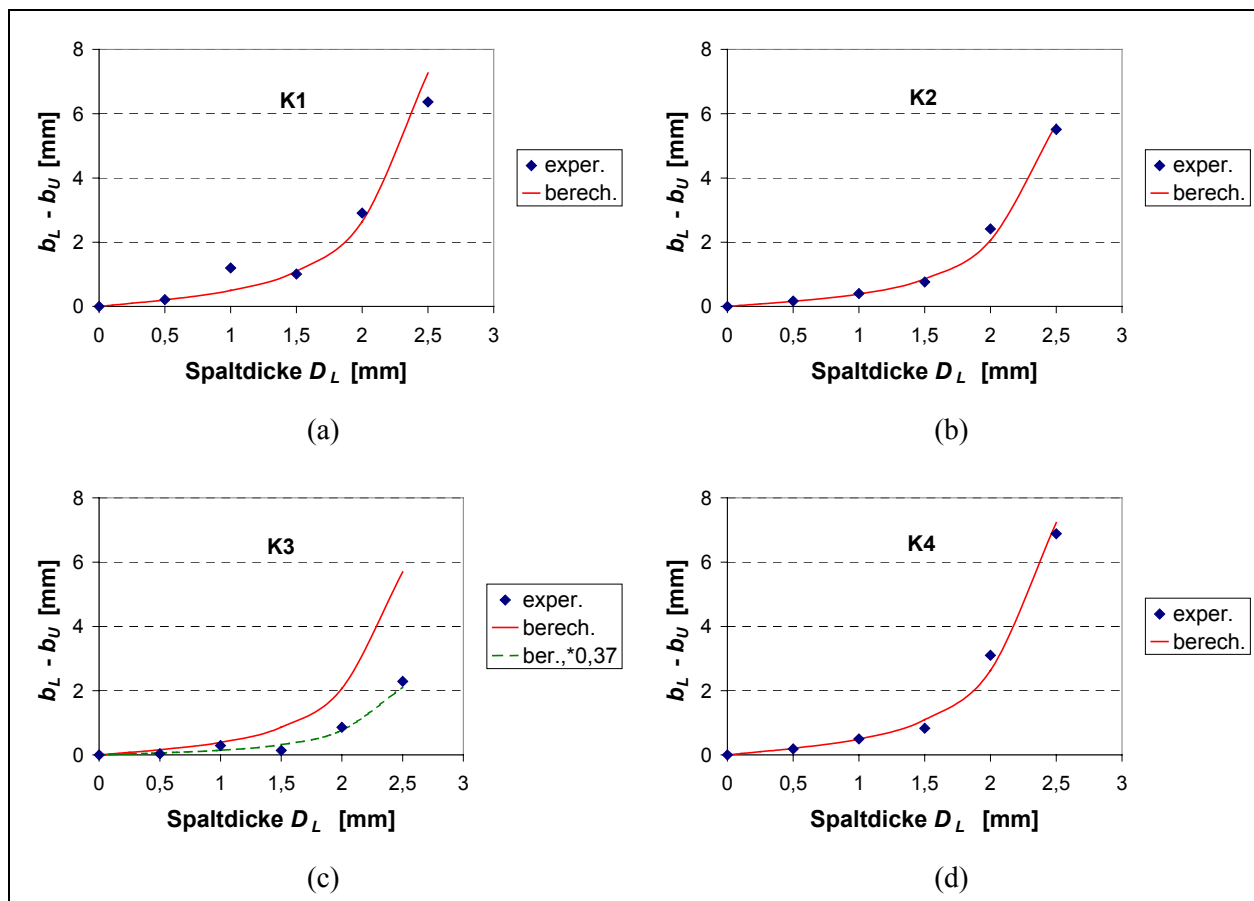 8
6
4
2
0
b_L - b_U [mm]
K1
0 0,5 1 1,5 2 2,5 3
Spaltdicke D_L [mm]
exper.
berech.
(a)
8
6
4
2
0
b_L - b_U [mm]
K2
0 0,5 1 1,5 2 2,5 3
Spaltdicke D_L [mm]
exper.
berech.
(b)
8
6
4
2
0
b_L - b_U [mm]
K3
0 0,5 1 1,5 2 2,5 3
Spaltdicke D_L [mm]
exper.
berech.
ber.,*0,37
(c)
8
6
4
2
0
b_L - b_U [mm]
K4
0 0,5 1 1,5 2 2,5 3
Spaltdicke D_L [mm]
exper.
berech.
(d)